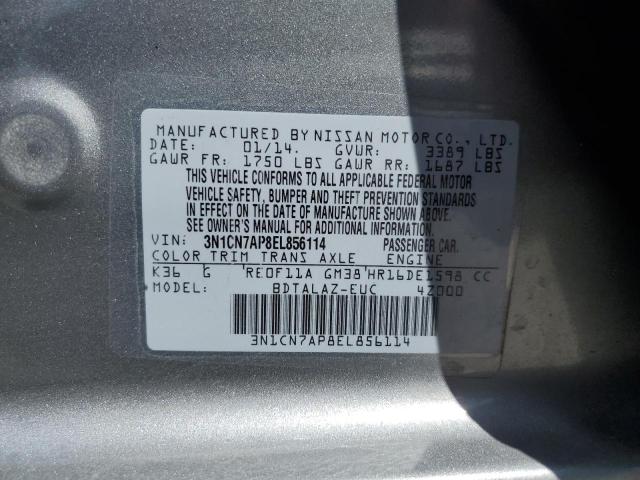 MANUFACTURED BY NISSAN MOTOR CO., LTD.
DATE: 01/14. GVWR: 3389 LBS
GAWR FR: 1750 LBS GAWR RR: 1687 LBS
THIS VEHICLE CONFORMS TO ALL APPLICABLE FEDERAL MOTOR
VEHICLE SAFETY, BUMPER AND THEFT PREVENTION STANDARDS
IN EFFECT ON THE DATE OF MANUFACTURE SHOWN ABOVE.
SEE OWNER'S MANUAL FOR ADDITIONAL INFORMATION.
VIN: 3N1CN7AP8EL856114 PASSENGER CAR.
COLOR TRIM TRANS AXLE ENGINE
K36 G RE0F11A GM38 HR16DE1598 CC
MODEL: BDTALAZ-EUC 42000
3N1CN7AP8EL856114